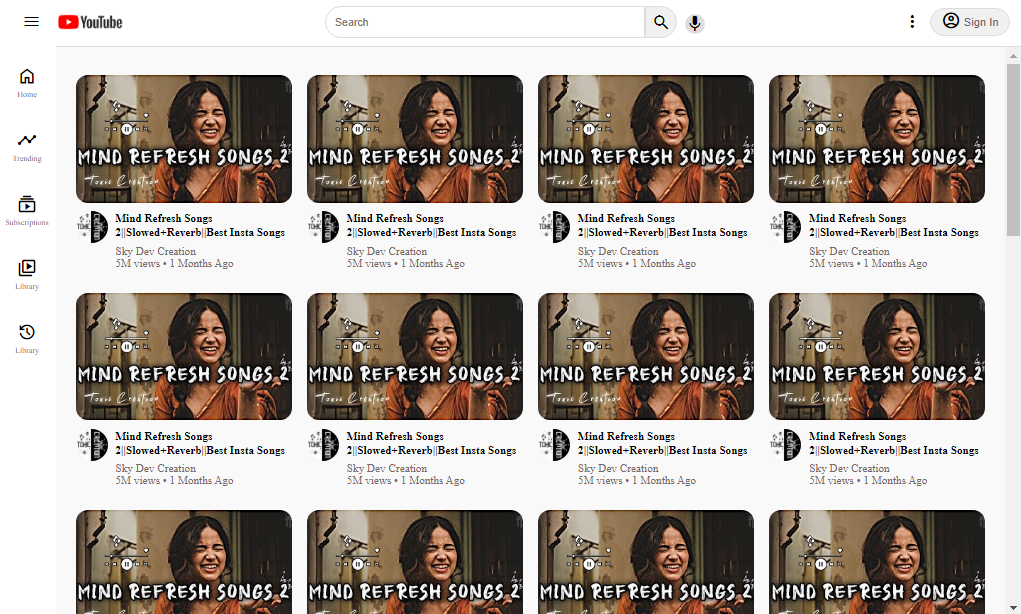 YouTube
Search
Sign In
Home
Trending
Subscriptions
Library
Library
MIND REFRESH SONGS 2
Toxic Creation
MIND REFRESH SONGS 2
Toxic Creation
MIND REFRESH SONGS 2
Toxic Creation
MIND REFRESH SONGS 2
Toxic Creation
Mind Refresh Songs
2||Slowed+Reverb||Best Insta Songs
Sky Dev Creation
5M views • 1 Months Ago
Mind Refresh Songs
2||Slowed+Reverb||Best Insta Songs
Sky Dev Creation
5M views • 1 Months Ago
Mind Refresh Songs
2||Slowed+Reverb||Best Insta Songs
Sky Dev Creation
5M views • 1 Months Ago
Mind Refresh Songs
2||Slowed+Reverb||Best Insta Songs
Sky Dev Creation
5M views • 1 Months Ago
MIND REFRESH SONGS 2
Toxic Creation
MIND REFRESH SONGS 2
Toxic Creation
MIND REFRESH SONGS 2
Toxic Creation
MIND REFRESH SONGS 2
Toxic Creation
Mind Refresh Songs
2||Slowed+Reverb||Best Insta Songs
Sky Dev Creation
5M views • 1 Months Ago
Mind Refresh Songs
2||Slowed+Reverb||Best Insta Songs
Sky Dev Creation
5M views • 1 Months Ago
Mind Refresh Songs
2||Slowed+Reverb||Best Insta Songs
Sky Dev Creation
5M views • 1 Months Ago
Mind Refresh Songs
2||Slowed+Reverb||Best Insta Songs
Sky Dev Creation
5M views • 1 Months Ago
MIND REFRESH SONGS 2
MIND REFRESH SONGS 2
MIND REFRESH SONGS 2
MIND REFRESH SONGS 2